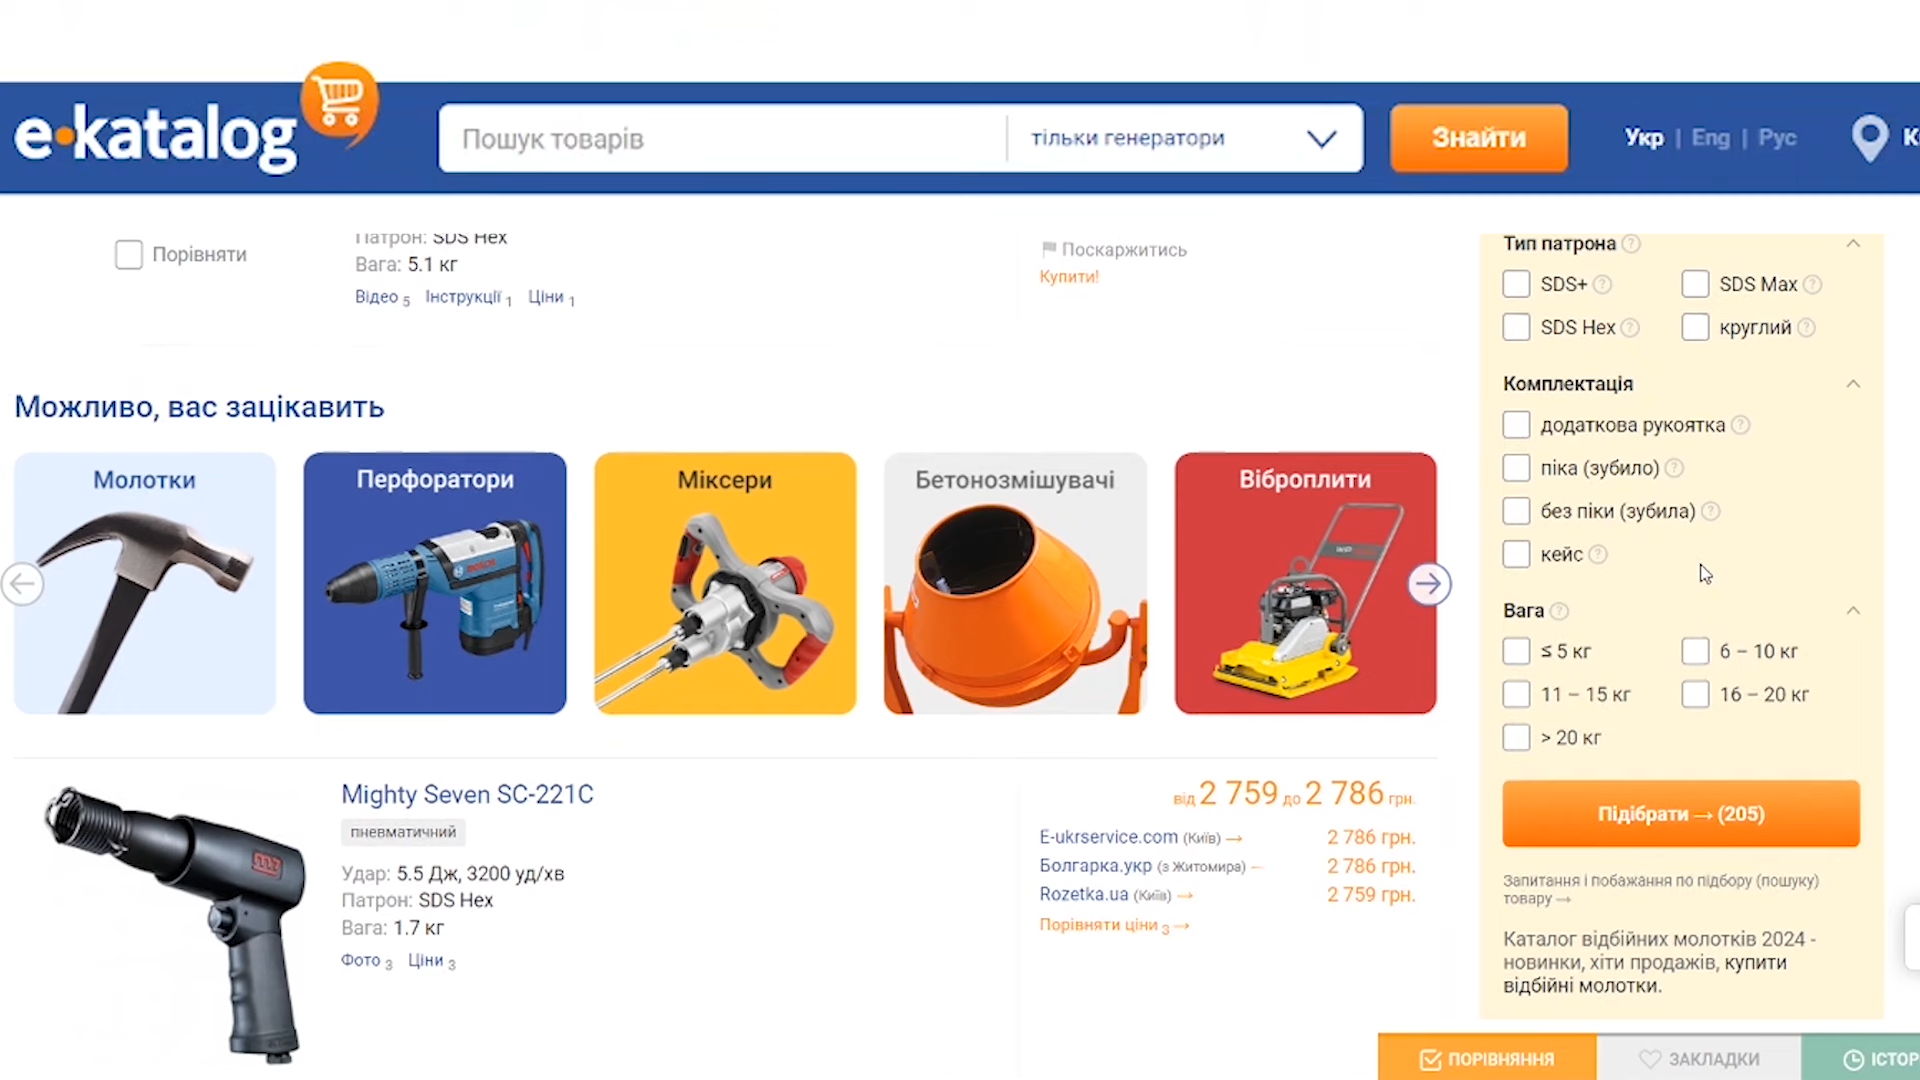 e·katalog
Пошук товарів
тільки генератори
Знайти
Укр | Eng | Рус
Порівняти
Патрон: SDS Hex
Вага: 5.1 кг
Відео 5 Інструкції 1 Ціни 1
Поскаржитись
Купити!
Можливо, вас зацікавить
Молотки
Перфоратори
Міксери
Бетонозмішувачі
Віброплити
Mighty Seven SC-221C
пневматичний
Удар: 5.5 Дж, 3200 уд/хв
Патрон: SDS Hex
Вага: 1.7 кг
Фото 3 Ціни 3
від 2 759 до 2 786 грн.
E-ukrservice.com (Київ) → 2 786 грн.
Болгарка.укр (з Житомира) 2 786 грн.
Rozetka.ua (Київ) → 2 759 грн.
Порівняти ціни 3 →
Тип патрона
SDS+ SDS Max
SDS Hex круглий
Комплектація
додаткова рукоятка
піка (зубило)
без піки (зубила)
кейс
Вага
≤ 5 кг 6 – 10 кг
11 – 15 кг 16 – 20 кг
> 20 кг
Підібрати → (205)
Запитання і побажання по підбору (пошуку)
товару →
Каталог відбійних молотків 2024 -
новинки, хіти продажів, купити
відбійні молотки.
ПОРІВНЯННЯ
ЗАКЛАДКИ
ІСТОР